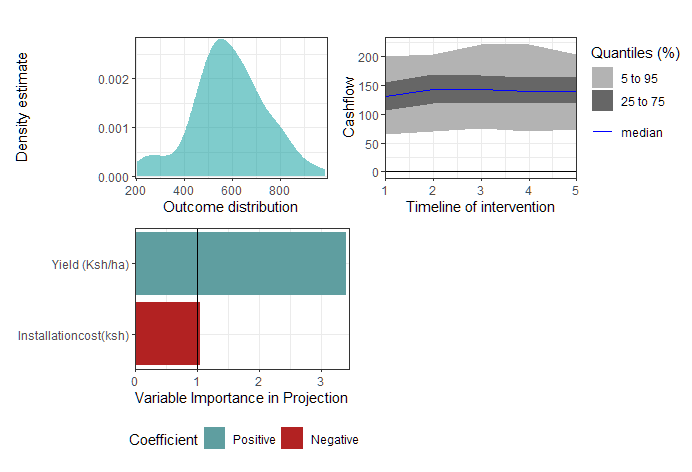 Density estimate
0.002
0.001
0.000
200 400 600 800
Outcome distribution
Cashflow
200
150
100
50
0
1 2 3 4 5
Timeline of intervention
Quantiles (%)
5 to 95
25 to 75
median
Yield (Ksh/ha)
Installationcost(ksh)
0 1 2 3
Variable Importance in Projection
Coefficient Positive Negative